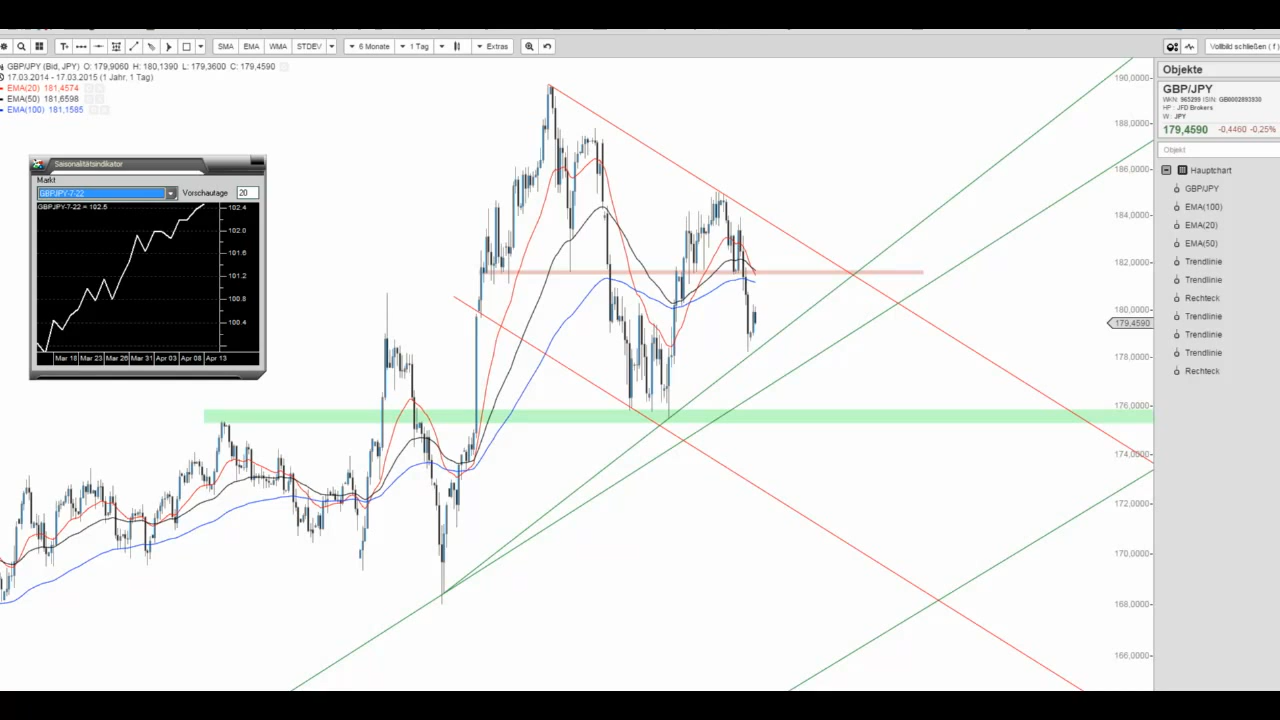 SMA EMA WMA STDEV 6 Monate 1 Tag Extras Vollbild schließen ( f )
GBP/JPY (Bid, JPY) O: 179,9060 H: 180,1390 L: 179,3600 C: 179,4590
17.03.2014 - 17.03.2015 (1 Jahr, 1 Tag)
EMA(20) 181,4574
EMA(50) 181,6598
EMA(100) 181,1585
Saisonalitätsindikator
Markt
GBPJPY-7-22 Vorschautage 20
GBPJPY-7-22 = 102.5
102.4
102.0
101.6
101.2
100.8
100.4
Mar 18 Mar 23 Mar 26 Mar 31 Apr 03 Apr 08 Apr 13
190,0000
188,0000
186,0000
184,0000
182,0000
180,0000
179,4590
178,0000
176,0000
174,0000
172,0000
170,0000
168,0000
166,0000
Objekte
GBP/JPY
WKN: 965299 ISIN: GB0002893930
HP : JFD Brokers
W : JPY
179,4590 -0,4460 -0,25%
Objekt
Hauptchart
GBP/JPY
EMA(100)
EMA(20)
EMA(50)
Trendlinie
Trendlinie
Rechteck
Trendlinie
Trendlinie
Trendlinie
Rechteck